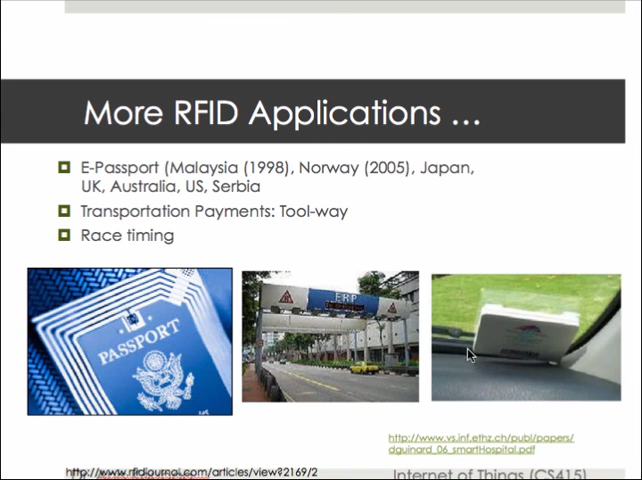 More RFID Applications …
E-Passport (Malaysia (1998), Norway (2005), Japan,
UK, Australia, US, Serbia
Transportation Payments: Tool-way
Race timing
PASSPORT
ERP
http://www.vs.inf.ethz.ch/publ/papers/
dguinard_06_smartHospital.pdf
http://www.rfidjournal.com/articles/view?2169/2
Internet of Things (CS415)